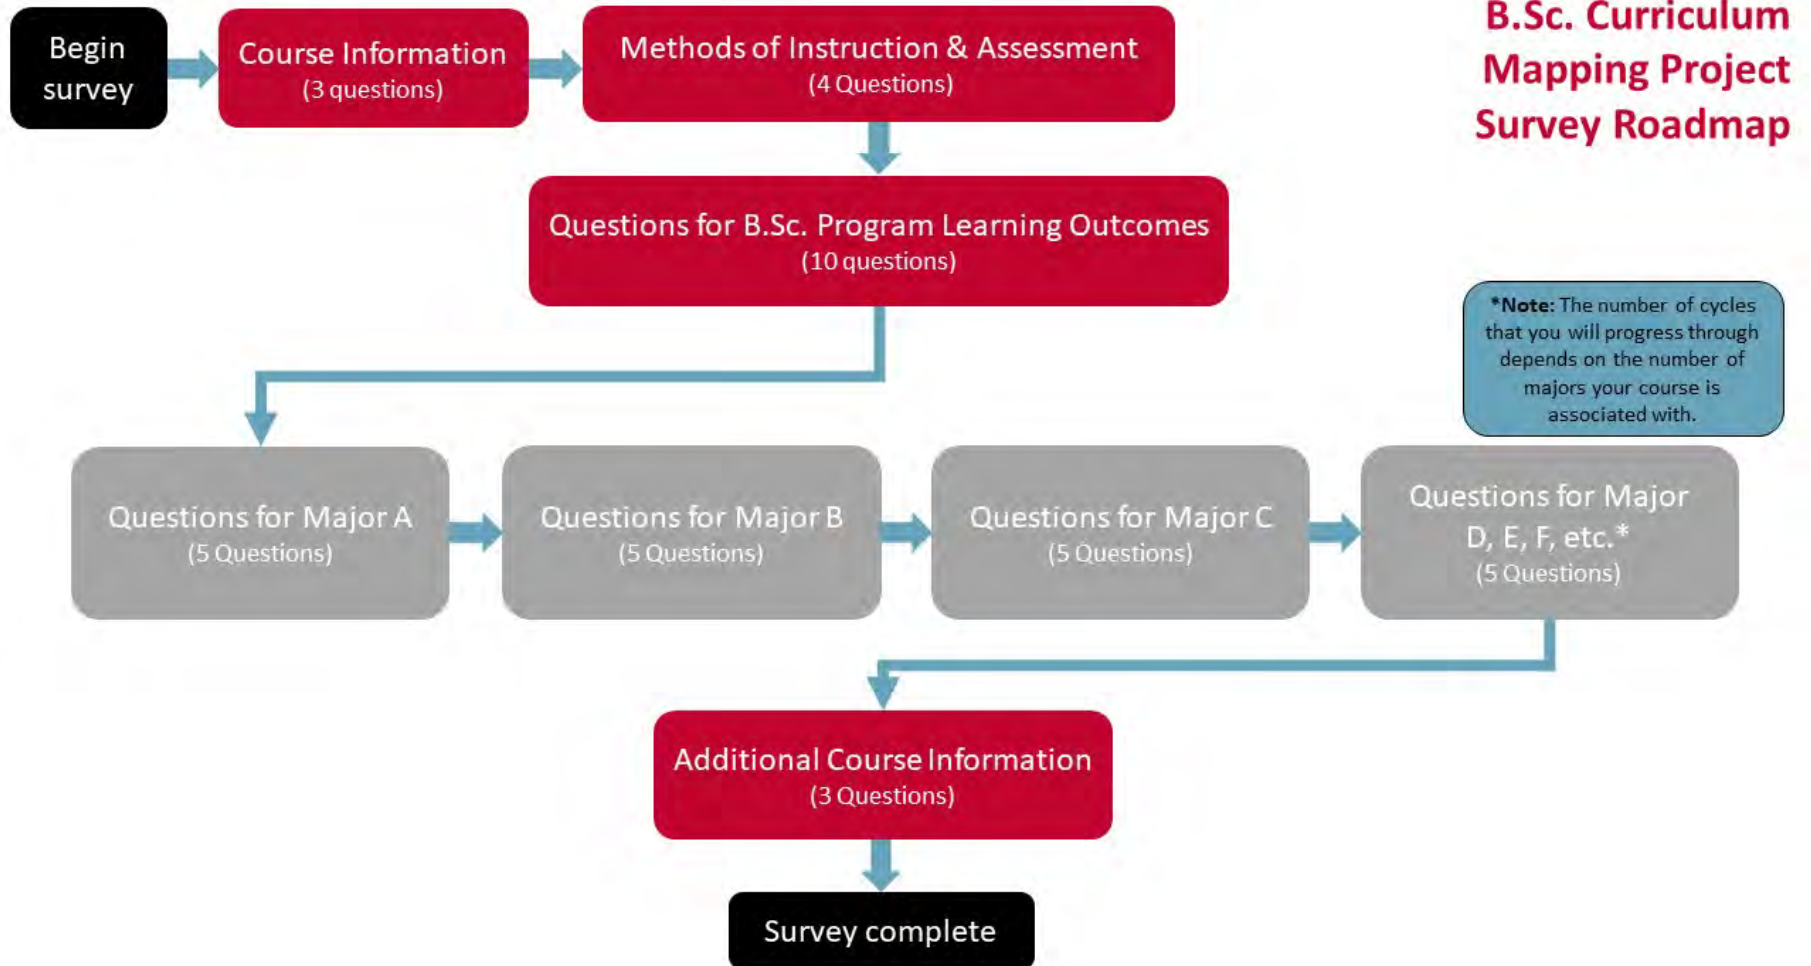 B.Sc. Curriculum
Mapping Project
Survey Roadmap
Begin
survey
Course Information
(3 questions)
Methods of Instruction & Assessment
(4 Questions)
Questions for B.Sc. Program Learning Outcomes
(10 questions)
*Note: The number of cycles
that you will progress through
depends on the number of
majors your course is
associated with.
Questions for Major A
(5 Questions)
Questions for Major B
(5 Questions)
Questions for Major C
(5 Questions)
Questions for Major
D, E, F, etc.*
(5 Questions)
Additional Course Information
(3 Questions)
Survey complete